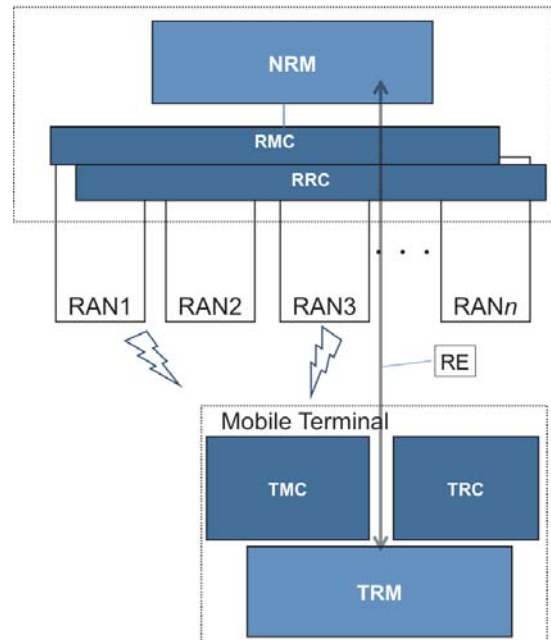 NRM
RMC
RRC
. . .
RAN1 RAN2 RAN3 RANn
RE
Mobile Terminal
TMC TRC
TRM